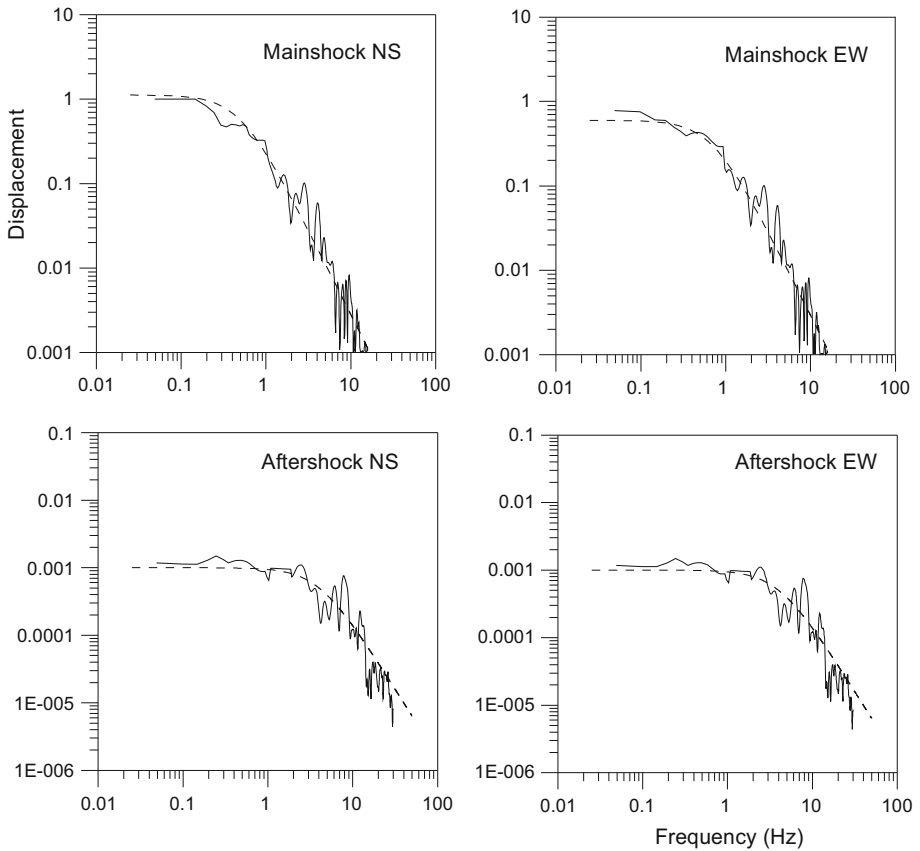 Mainshock NS
Displacement
10
1
0.1
0.01
0.001
0.01 0.1 1 10 100
Mainshock EW
10
1
0.1
0.01
0.001
0.01 0.1 1 10 100
Aftershock NS
0.1
0.01
0.001
0.0001
1E-005
1E-006
0.01 0.1 1 10 100
Aftershock EW
0.1
0.01
0.001
0.0001
1E-005
1E-006
0.01 0.1 1 10 100
Frequency (Hz)